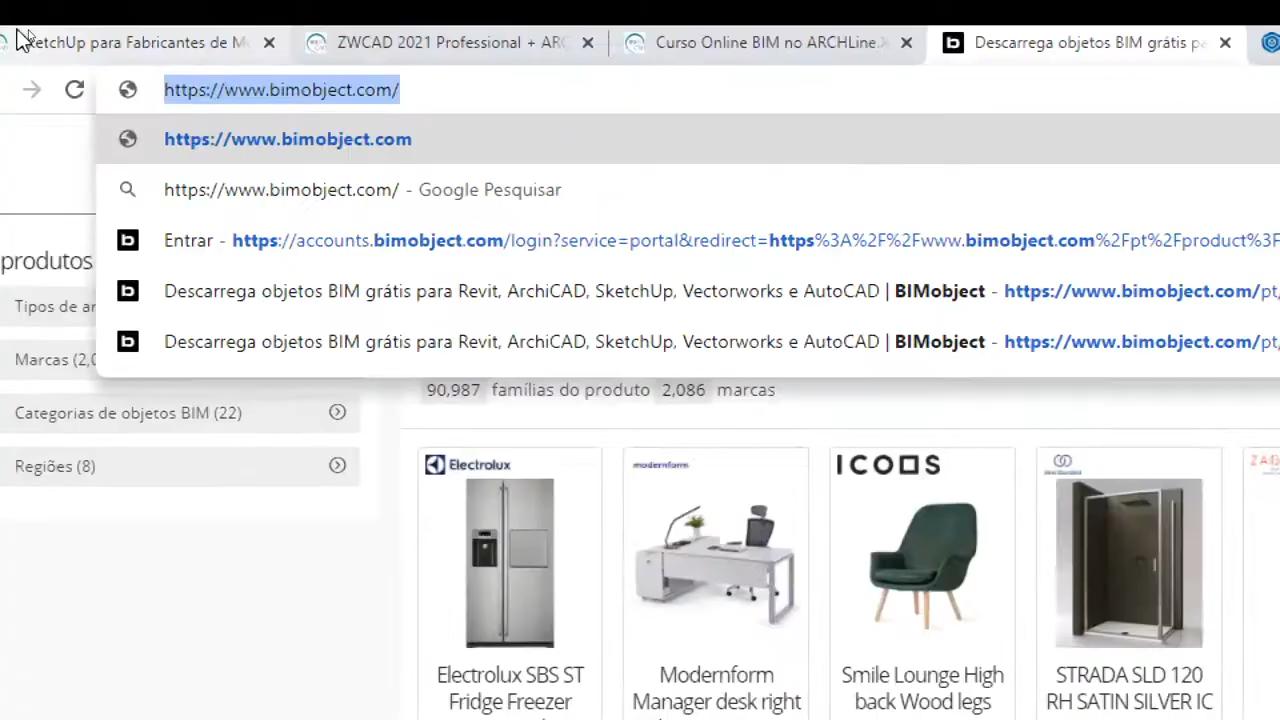 ketchUp para Fabricantes de M
ZWCAD 2021 Professional + ARC
Curso Online BIM no ARCHLine.X
Descarrega objetos BIM grátis pa
https://www.bimobject.com/
https://www.bimobject.com
https://www.bimobject.com/ - Google Pesquisar
Entrar - https://accounts.bimobject.com/login?service=portal&redirect=https%3A%2F%2Fwww.bimobject.com%2Fpt%2Fproduct%3F
Descarrega objetos BIM grátis para Revit, ArchiCAD, SketchUp, Vectorworks e AutoCAD | BIMobject - https://www.bimobject.com/pt/
Descarrega objetos BIM grátis para Revit, ArchiCAD, SketchUp, Vectorworks e AutoCAD | BIMobject - https://www.bimobject.com/pt/
produtos
Tipos de ar
Marcas (2,0
Categorias de objetos BIM (22)
Regiões (8)
90,987 famílias do produto 2,086 marcas
Electrolux
modernform
ICONS
Electrolux SBS ST
Fridge Freezer
Modernform
Manager desk right
Smile Lounge High
back Wood legs
STRADA SLD 120
RH SATIN SILVER IC